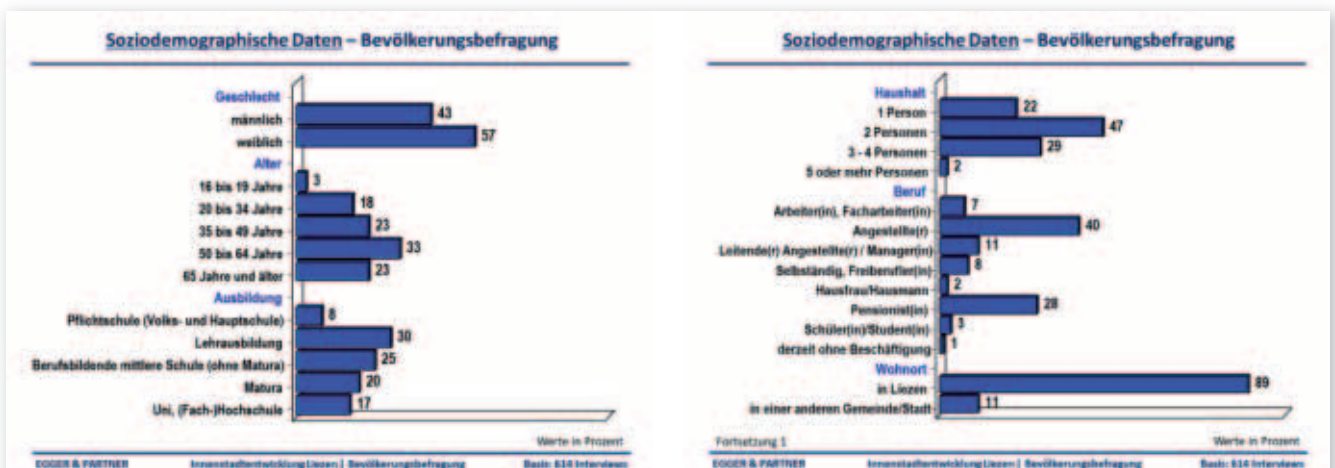 Soziodemographische Daten – Bevölkerungsbefragung
Geschlecht
männlich 43
weiblich 57
Alter
16 bis 19 Jahre 3
20 bis 34 Jahre 18
35 bis 49 Jahre 23
50 bis 64 Jahre 33
65 Jahre und älter 23
Ausbildung
Pflichtschule (Volks- und Hauptschule) 8
Lehrausbildung 30
Berufsbildende mittlere Schule (ohne Matura) 25
Matura 20
Uni, (Fach-)Hochschule 17
Werte in Prozent
EGGER & PARTNER Innenstadtentwicklung Liezen | Bevölkerungsbefragung Basis: 614 Interviews
Soziodemographische Daten – Bevölkerungsbefragung
Haushalt
1 Person 22
2 Personen 47
3 - 4 Personen 29
5 oder mehr Personen 2
Beruf
Arbeiter(in), Facharbeiter(in) 7
Angestellte(r) 40
Leitende(r) Angestellte(r) / Manager(in) 11
Selbständig, Freiberufler(in) 8
Hausfrau/Hausmann 2
Pensionist(in) 28
Schüler(in)/Student(in) 3
derzeit ohne Beschäftigung 1
Wohnort
in Liezen 89
in einer anderen Gemeinde/Stadt 11
Fortsetzung 1 Werte in Prozent
EGGER & PARTNER Innenstadtentwicklung Liezen | Bevölkerungsbefragung Basis: 614 Interviews